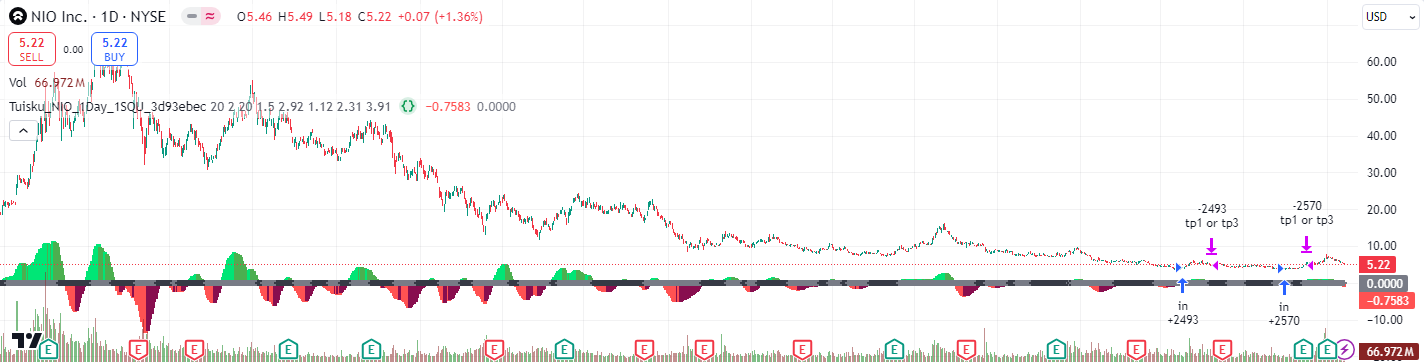 NIO Inc. · 1D · NYSE O5.46 H5.49 L5.18 C5.22 +0.07 (+1.36%)
USD
5.22
SELL
0.00
5.22
BUY
Vol 66.972 M
Tuisku_NIO_1Day_1SQU_3d93ebec 20 2 20 1.5 2.92 1.12 2.31 3.91 {} −0.7583 0.0000
60.00
50.00
40.00
30.00
20.00
10.00
5.22
0.0000
−0.7583
−10.00
66.972 M
-2493
tp1 or tp3
-2570
tp1 or tp3
in
+2493
in
+2570
E E E E E E E E E E E E E E E E